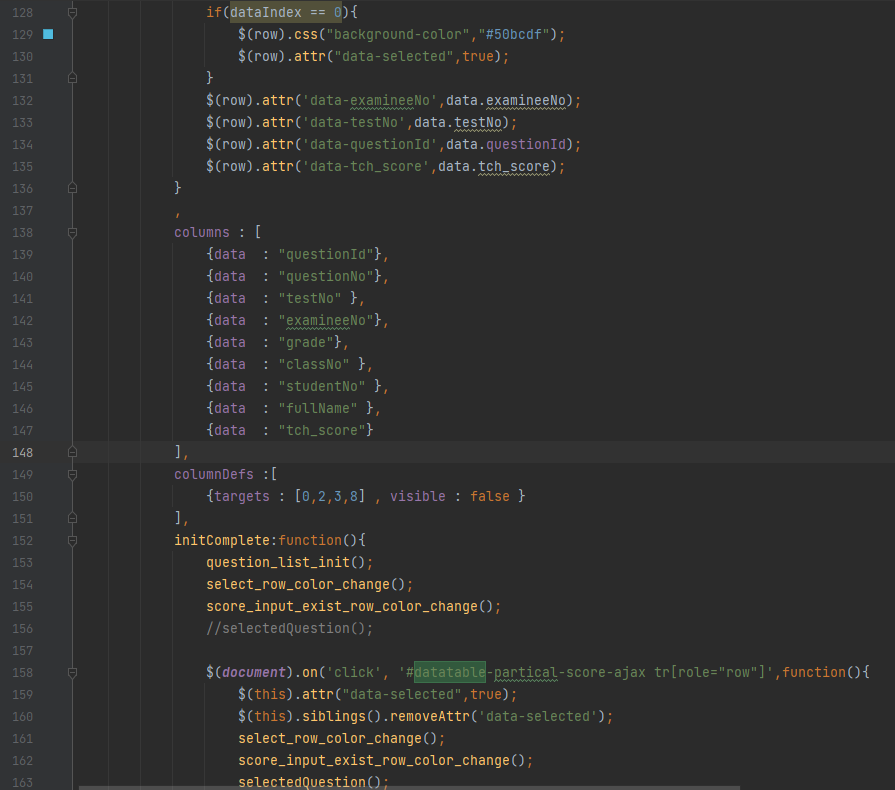 128 if(dataIndex == 0){
129 $(row).css("background-color","#50bcdf");
130 $(row).attr("data-selected",true);
131 }
132 $(row).attr('data-examineeNo',data.examineeNo);
133 $(row).attr('data-testNo',data.testNo);
134 $(row).attr('data-questionId',data.questionId);
135 $(row).attr('data-tch_score',data.tch_score);
136 }
137 ,
138 columns : [
139 {data  : "questionId"},
140 {data  : "questionNo"},
141 {data  : "testNo" },
142 {data  : "examineeNo"},
143 {data  : "grade"},
144 {data  : "classNo" },
145 {data  : "studentNo" },
146 {data  : "fullName" },
147 {data  : "tch_score"}
148 ],
149 columnDefs :[
150 {targets : [0,2,3,8] , visible : false }
151 ],
152 initComplete:function(){
153 question_list_init();
154 select_row_color_change();
155 score_input_exist_row_color_change();
156 //selectedQuestion();
157
158 $(document).on('click', '#datatable-partical-score-ajax tr[role="row"]',function(){
159 $(this).attr("data-selected",true);
160 $(this).siblings().removeAttr('data-selected');
161 select_row_color_change();
162 score_input_exist_row_color_change();
163 selectedQuestion();